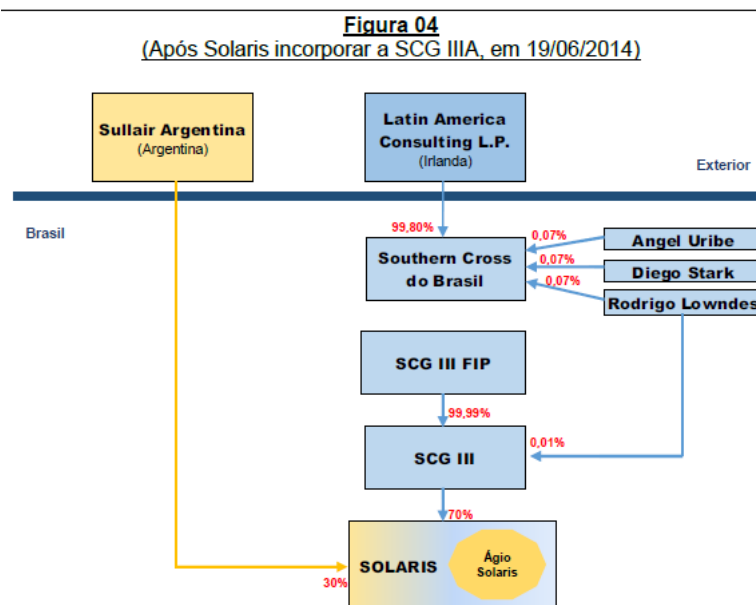 Figura 04
(Após Solaris incorporar a SCG IIIA, em 19/06/2014)
Sullair Argentina
(Argentina)
Latin America
Consulting L.P.
(Irlanda)
Exterior
Brasil
99,80%
Southern Cross
do Brasil
0,07%
Angel Uribe
0,07%
Diego Stark
0,07%
Rodrigo Lowndes
SCG III FIP
99,99%
SCG III
0,01%
70%
SOLARIS
Ágio
Solaris
30%